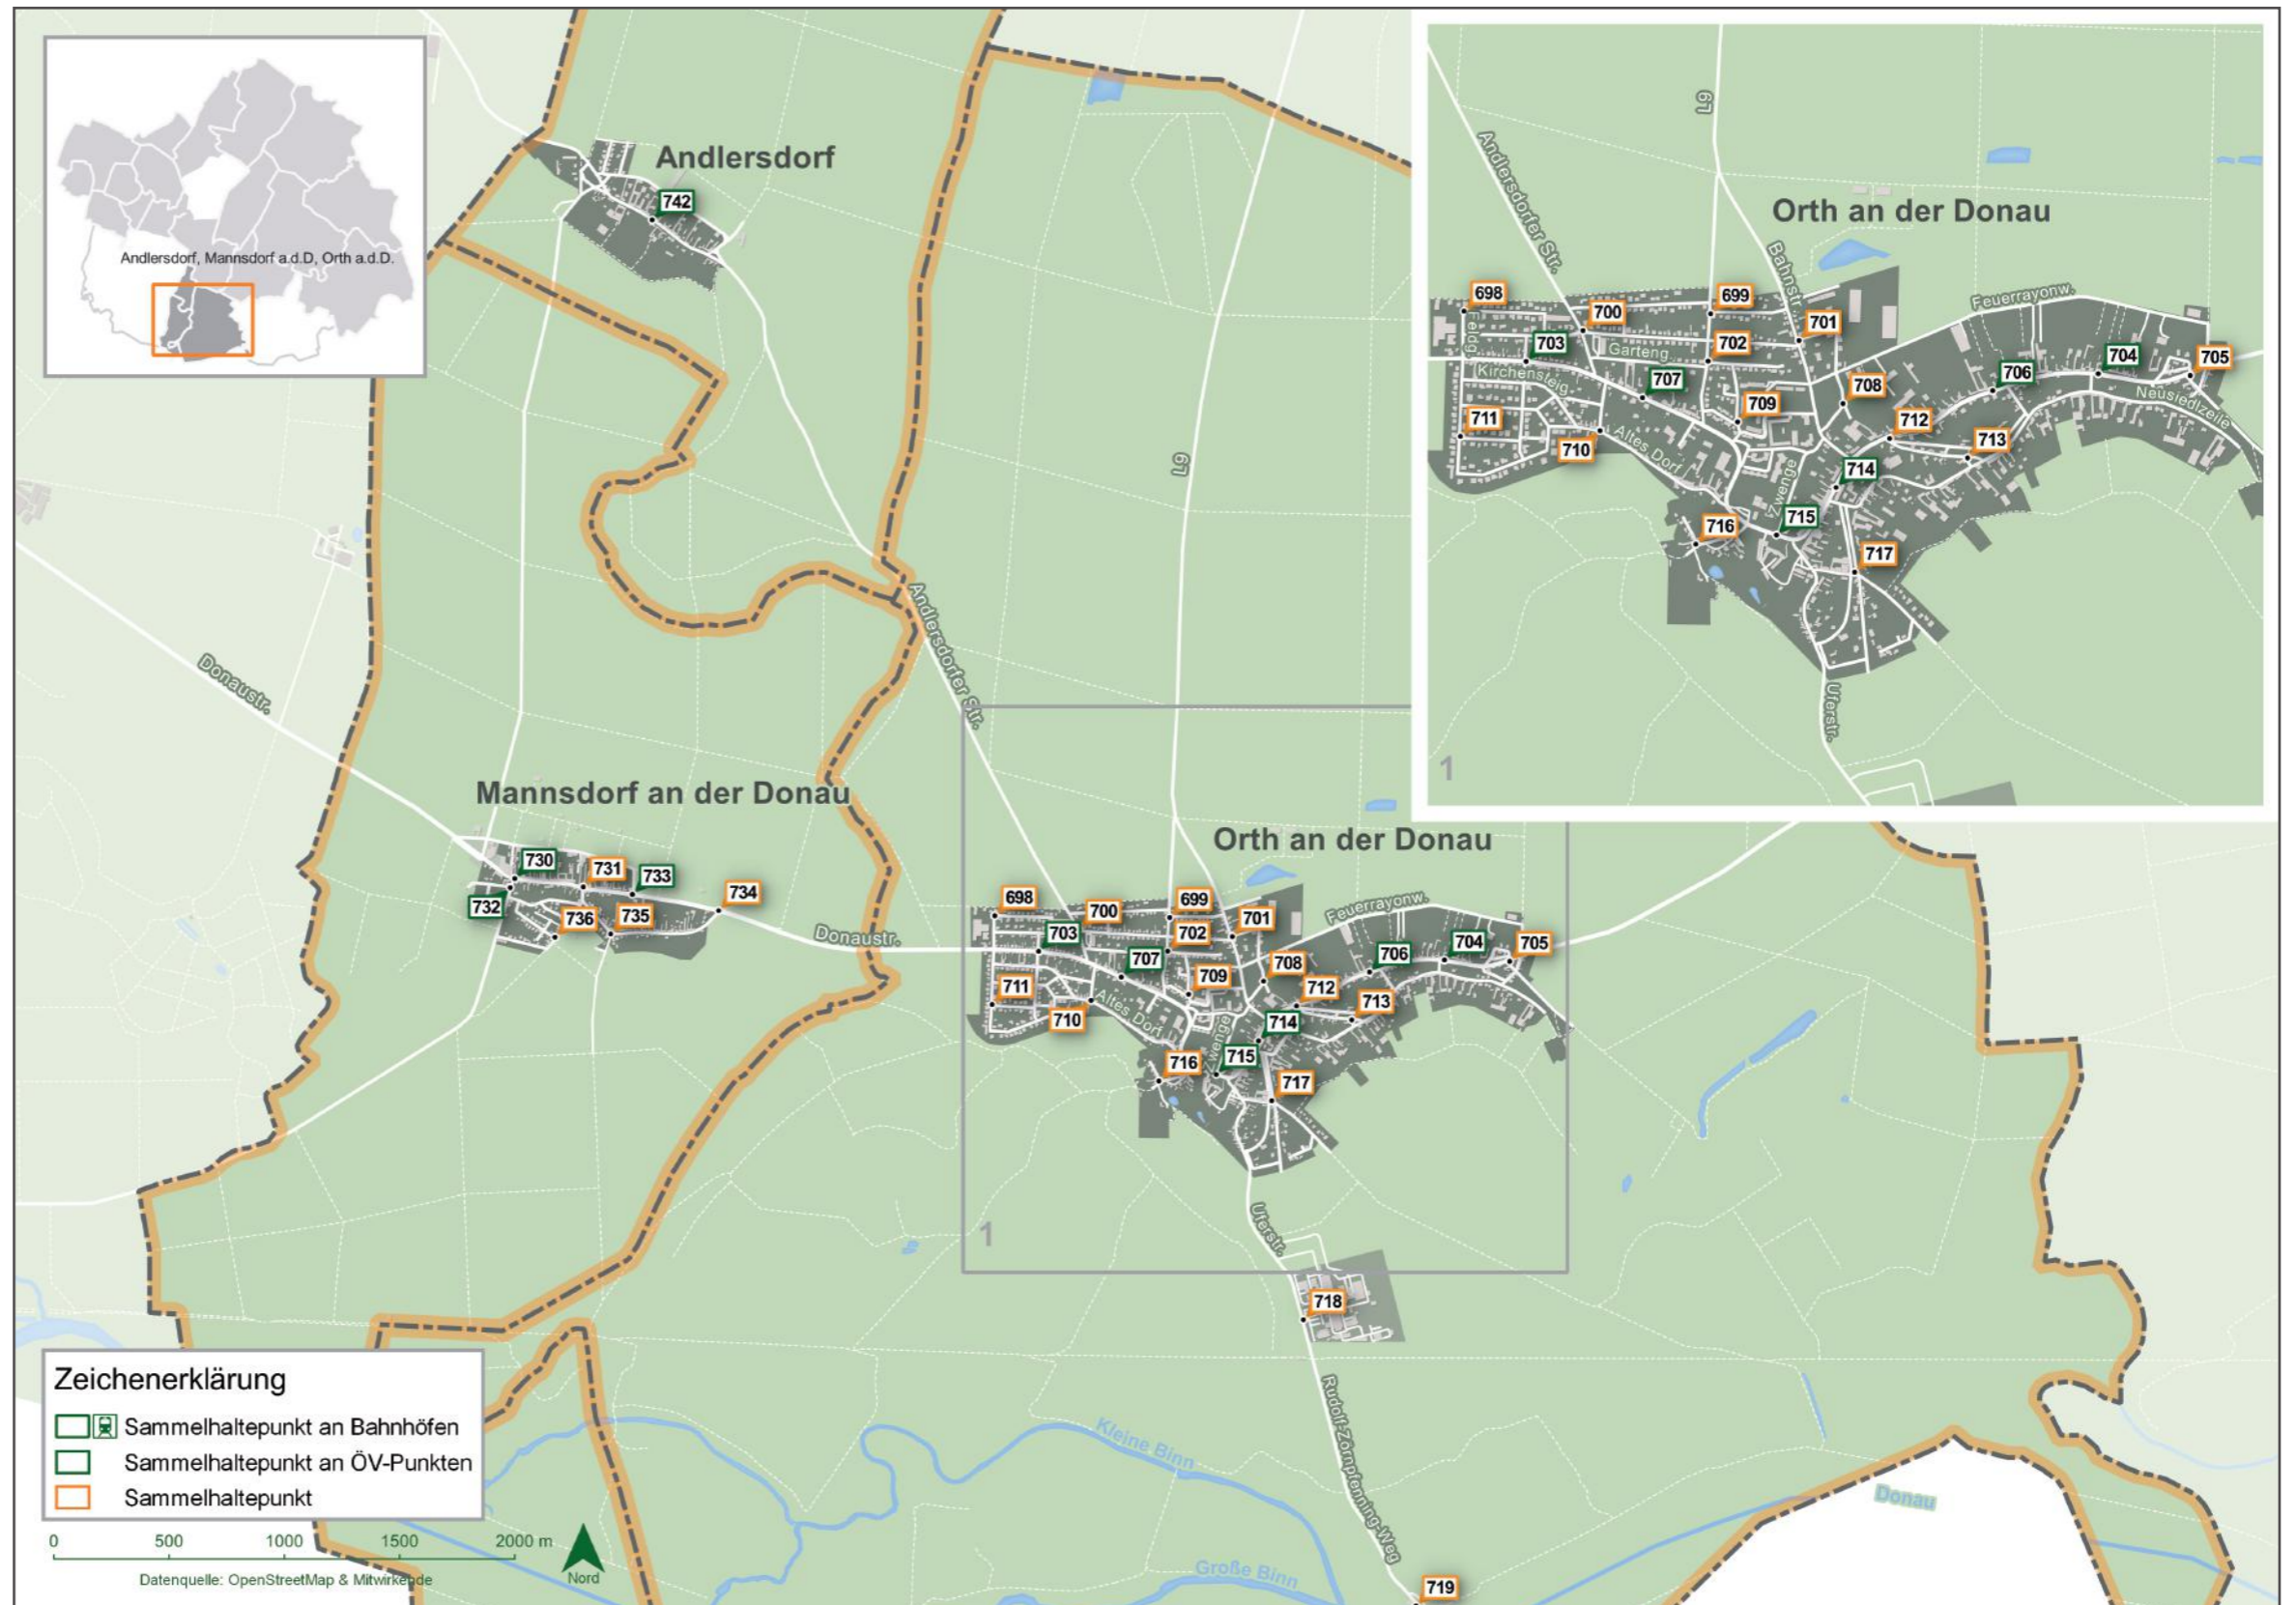 Andlersdorf, Mannsdorf a.d.D, Orth a.d.D.
Andlersdorf
742
L9
Andlersdorfer Str.
Donaustr.
Mannsdorf an der Donau
730
731
733
734
732
736
735
Donaustr.
Orth an der Donau
698
700
699
701
Feuerrayonw.
703
702
707
706
704
705
709
708
711
712
713
710
Altes Dorf
714
Zwenge
715
716
717
1
Uferstr.
718
Rudolf-Zörnpfenning-Weg
Kleine Binn
Große Binn
Donau
719
L9
Andlersdorfer Str.
Orth an der Donau
Bahnstr.
Feuerrayonw.
698
699
700
701
Feldg.
703
702
Garteng.
704
705
Kirchensteig
707
706
708
Neusiedlzeile
709
711
712
710
Altes Dorf
713
714
Zwenge
715
716
717
Uferstr.
1
Zeichenerklärung
Sammelhaltepunkt an Bahnhöfen
Sammelhaltepunkt an ÖV-Punkten
Sammelhaltepunkt
0 500 1000 1500 2000 m
Datenquelle: OpenStreetMap & Mitwirkende
Nord